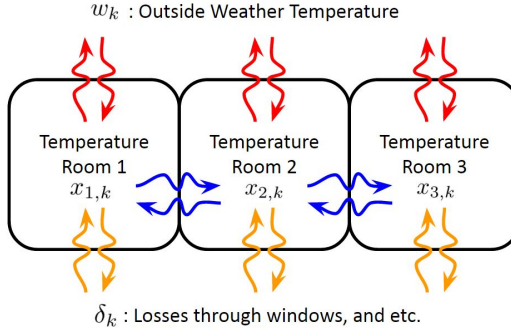 w_k : Outside Weather Temperature
Temperature Room 1 x_{1,k}
Temperature Room 2 x_{2,k}
Temperature Room 3 x_{3,k}
δ_k : Losses through windows, and etc.